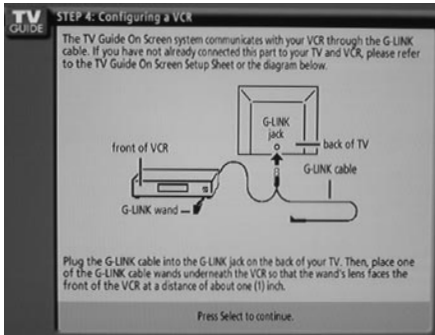 TV
GUIDE
STEP 4: Configuring a VCR
The TV Guide On Screen system communicates with your VCR through the G-LINK
cable. If you have not already connected this part to your TV and VCR, please refer
to the TV Guide On Screen Setup Sheet or the diagram below.
G-LINK
jack
back of TV
front of VCR
G-LINK cable
G-LINK wand
Plug the G-LINK cable into the G-LINK jack on the back of your TV. Then, place one
of the G-LINK cable wands underneath the VCR so that the wand's lens faces the
front of the VCR at a distance of about one (1) inch.
Press Select to continue.